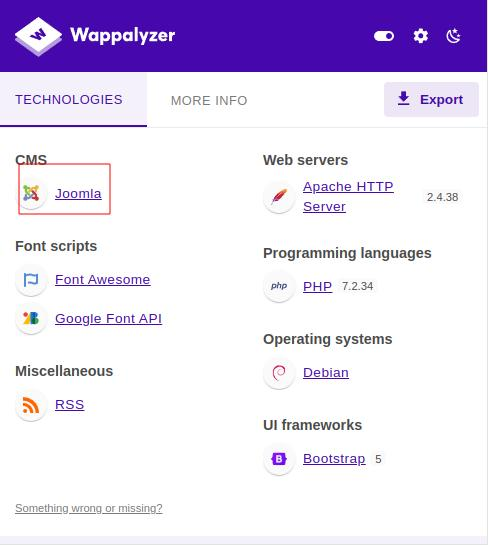 Wappalyzer
TECHNOLOGIES
MORE INFO
Export
CMS
Joomla
Font scripts
Font Awesome
Google Font API
Miscellaneous
RSS
Something wrong or missing?
Web servers
Apache HTTP
Server
2.4.38
Programming languages
php
PHP 7.2.34
Operating systems
Debian
UI frameworks
B
Bootstrap 5